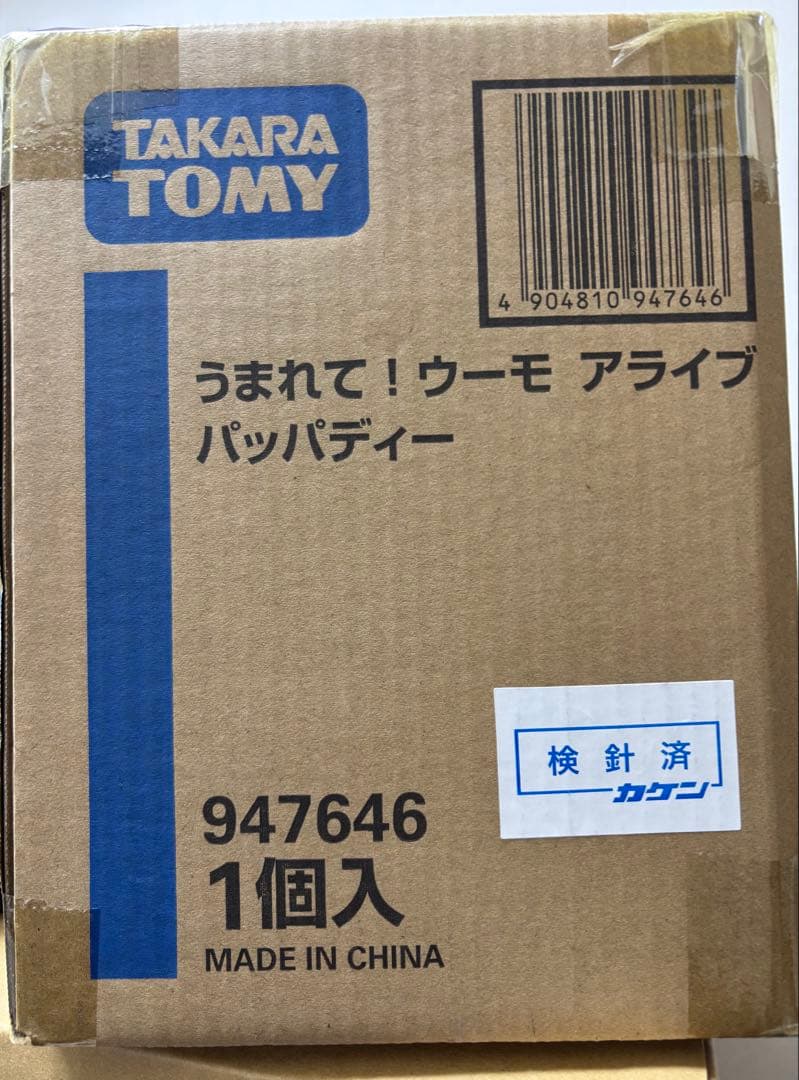 TAKARA
TOMY
4 904810 947646
うまれて!ウーモ アライブ
パッパディー
検針済
カケン
947646
1個入
MADE IN CHINA